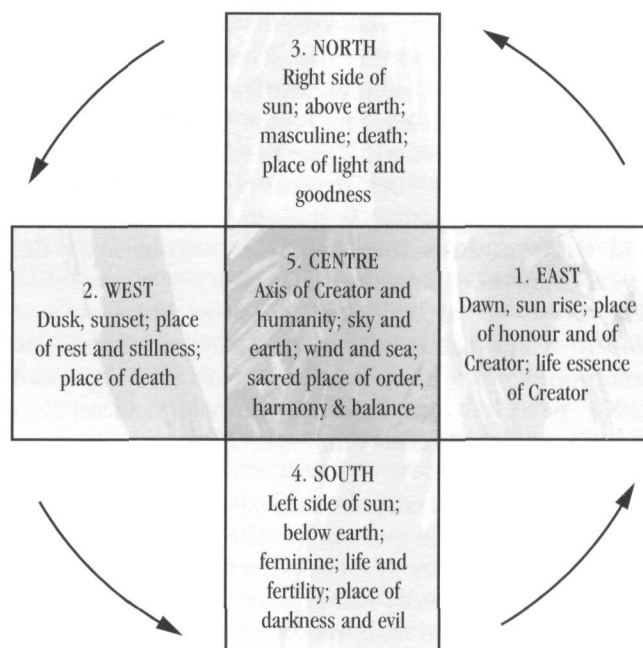 3. NORTH
Right side of
sun; above earth;
masculine; death;
place of light and
goodness
2. WEST
Dusk, sunset; place
of rest and stillness;
place of death
5. CENTRE
Axis of Creator and
humanity; sky and
earth; wind and sea;
sacred place of order,
harmony & balance
1. EAST
Dawn, sun rise; place
of honour and of
Creator; life essence
of Creator
4. SOUTH
Left side of sun;
below earth;
feminine; life and
fertility; place of
darkness and evil